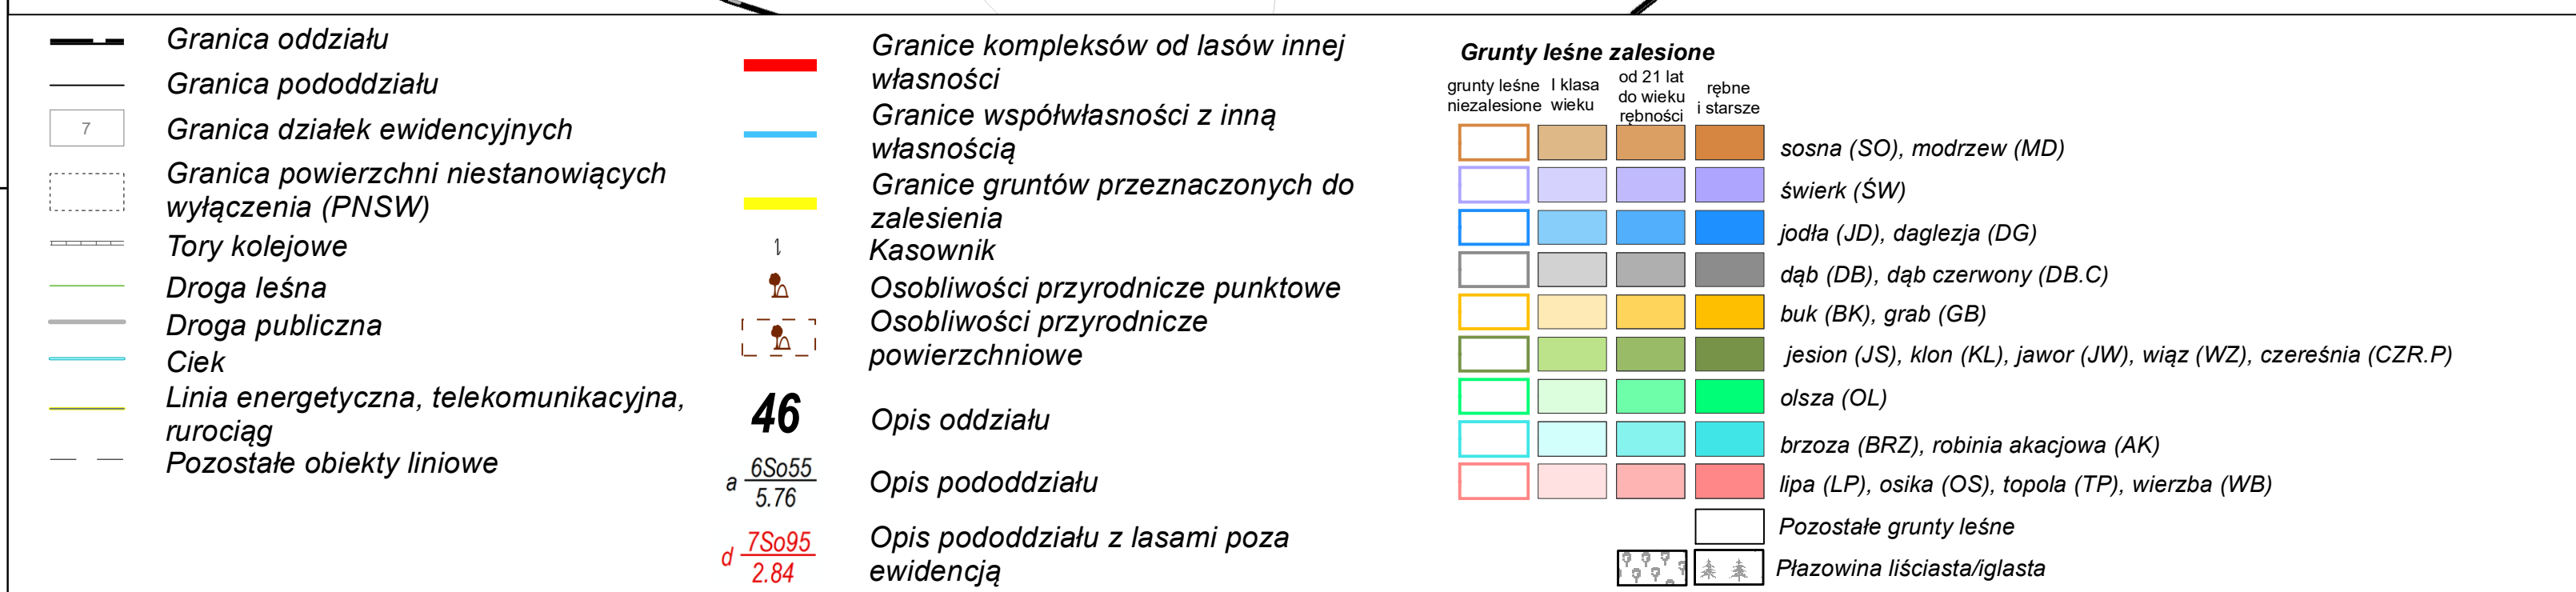 Granica oddziału
Granica pododdziału
7
Granica działek ewidencyjnych
Granica powierzchni niestanowiących
wyłączenia (PNSW)
Tory kolejowe
Droga leśna
Droga publiczna
Ciek
Linia energetyczna, telekomunikacyjna,
rurociąg
Pozostałe obiekty liniowe
Granice kompleksów od lasów innej
własności
Granice współwłasności z inną
własnością
Granice gruntów przeznaczonych do
zalesienia
Kasownik
Osobliwości przyrodnicze punktowe
Osobliwości przyrodnicze
powierzchniowe
46
Opis oddziału
a 6So55
5.76
Opis pododdziału
d 7So95
2.84
Opis pododdziału z lasami poza
ewidencją
Grunty leśne zalesione
grunty leśne
niezalesione
I klasa
wieku
od 21 lat
do wieku
rębności
rębne
i starsze
sosna (SO), modrzew (MD)
świerk (ŚW)
jodła (JD), daglezja (DG)
dąb (DB), dąb czerwony (DB.C)
buk (BK), grab (GB)
jesion (JS), klon (KL), jawor (JW), wiąz (WZ), czereśnia (CZR.P)
olsza (OL)
brzoza (BRZ), robinia akacjowa (AK)
lipa (LP), osika (OS), topola (TP), wierzba (WB)
Pozostałe grunty leśne
Płazowina liściasta/iglasta